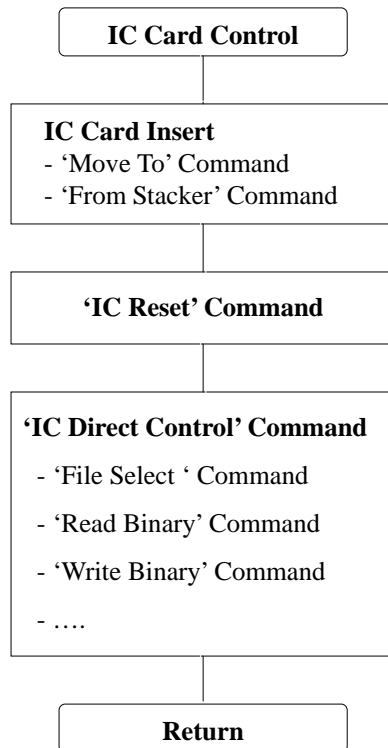 IC Card Control
IC Card Insert
- ‘Move To’ Command
- ‘From Stacker’ Command
‘IC Reset’ Command
‘IC Direct Control’ Command
- ‘File Select ‘ Command
- ‘Read Binary’ Command
- ‘Write Binary’ Command
- ….
Return